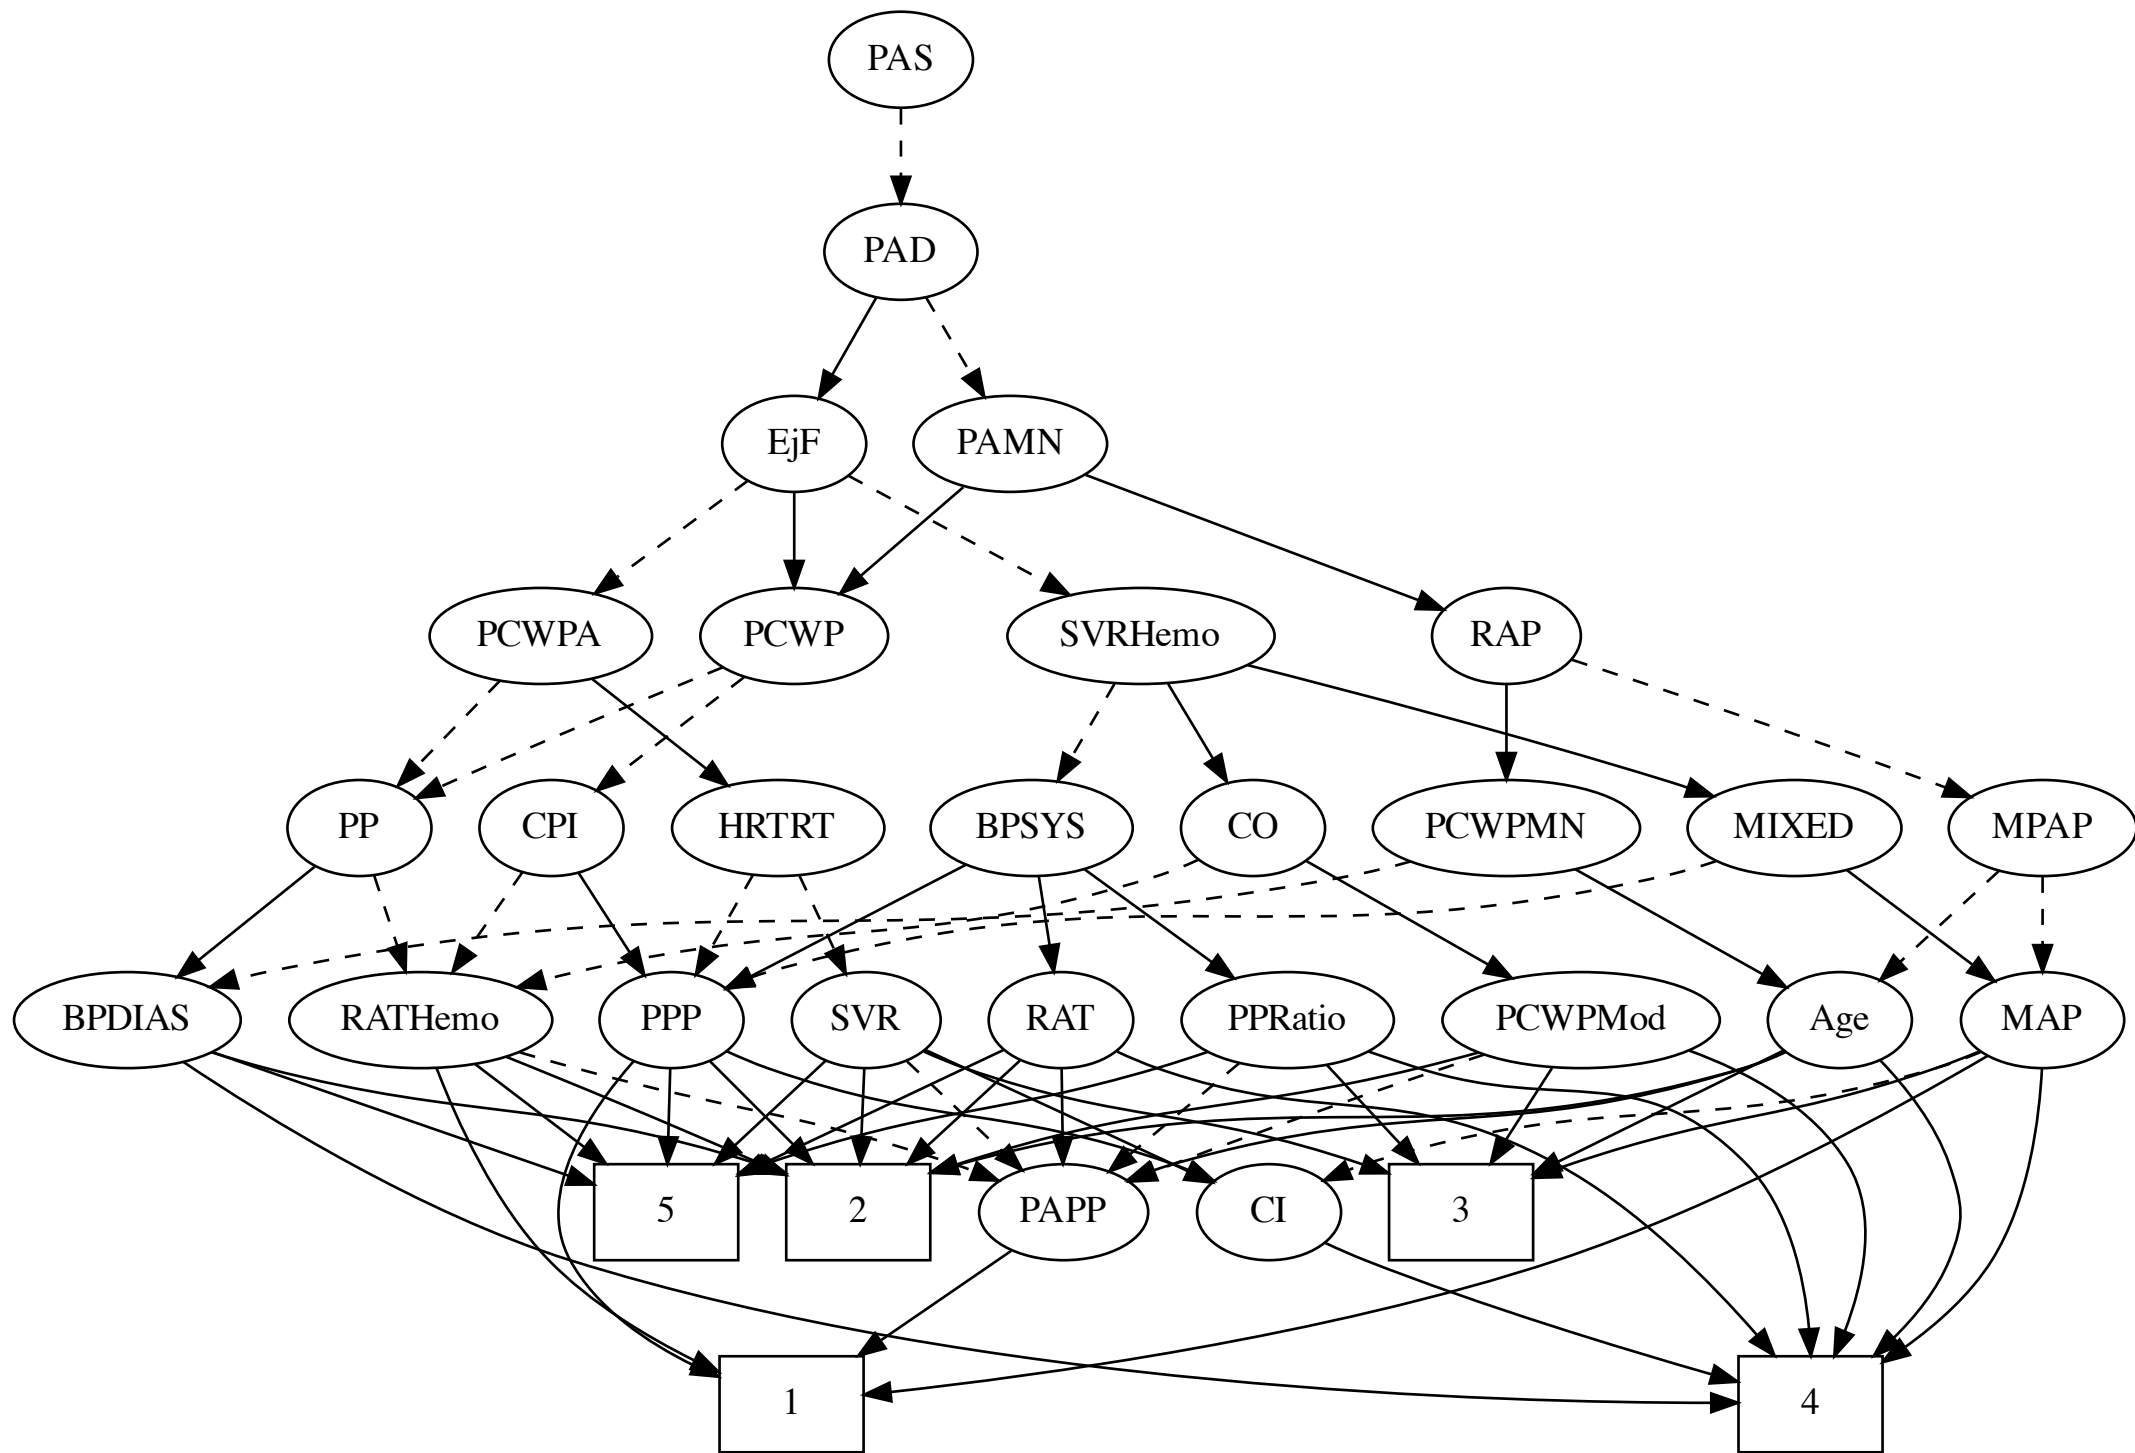 PAS
PAD
EjF
PAMN
PCWPA
PCWP
SVRHemo
RAP
PP
CPI
HRTRT
BPSYS
CO
PCWPMN
MIXED
MPAP
BPDIAS
RATHemo
PPP
SVR
RAT
PPRatio
PCWPMod
Age
MAP
5
2
PAPP
CI
3
1
4